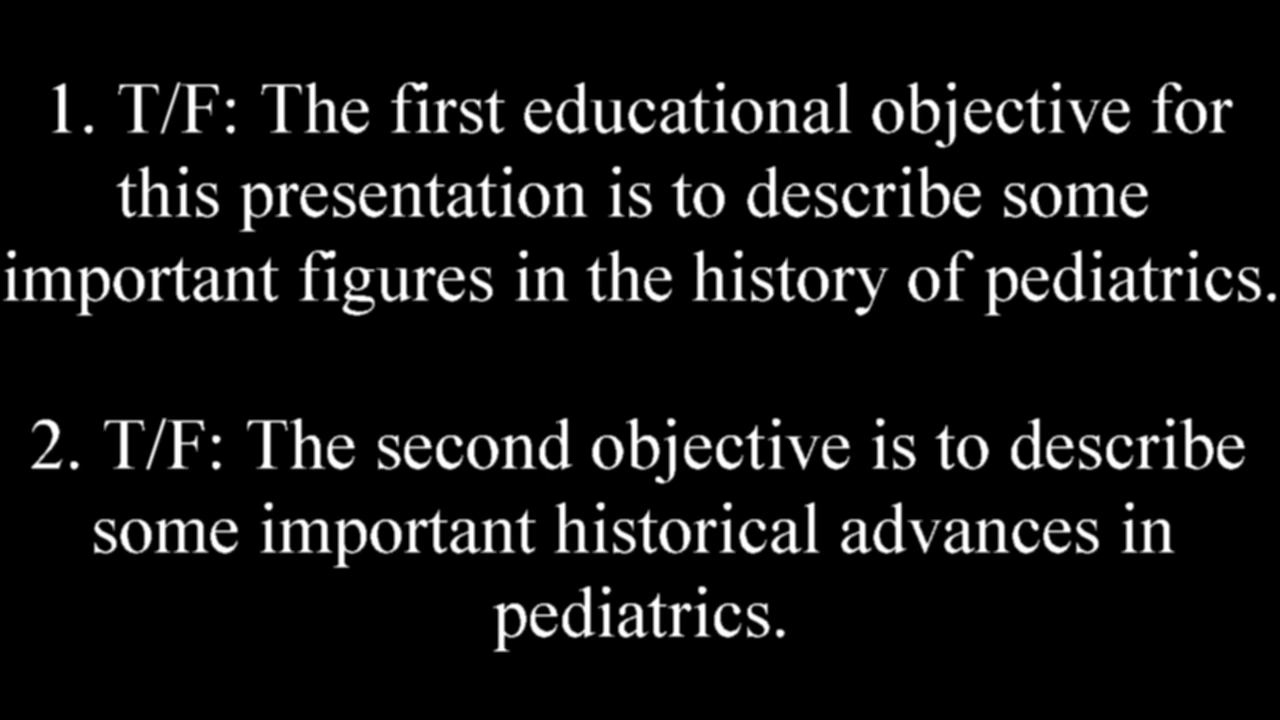 1. T/F: The first educational objective for
this presentation is to describe some
important figures in the history of pediatrics.
2. T/F: The second objective is to describe
some important historical advances in
pediatrics.